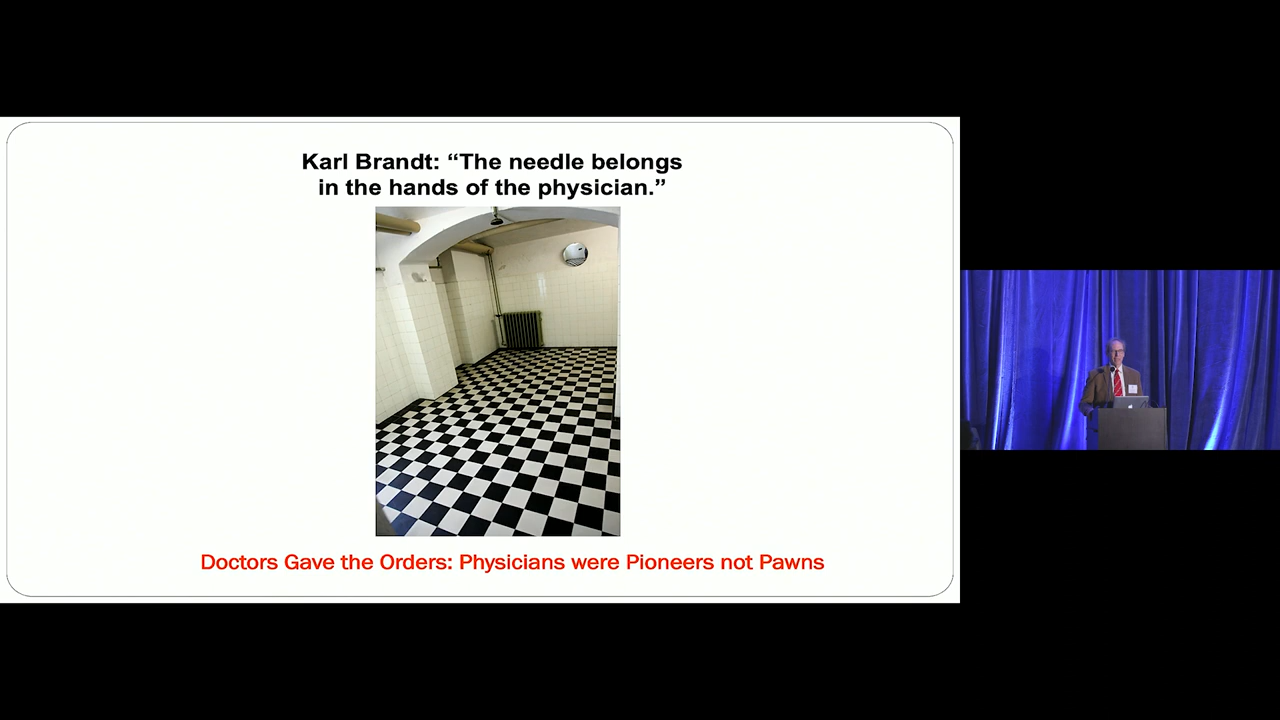 Karl Brandt: “The needle belongs
in the hands of the physician.”
Doctors Gave the Orders: Physicians were Pioneers not Pawns